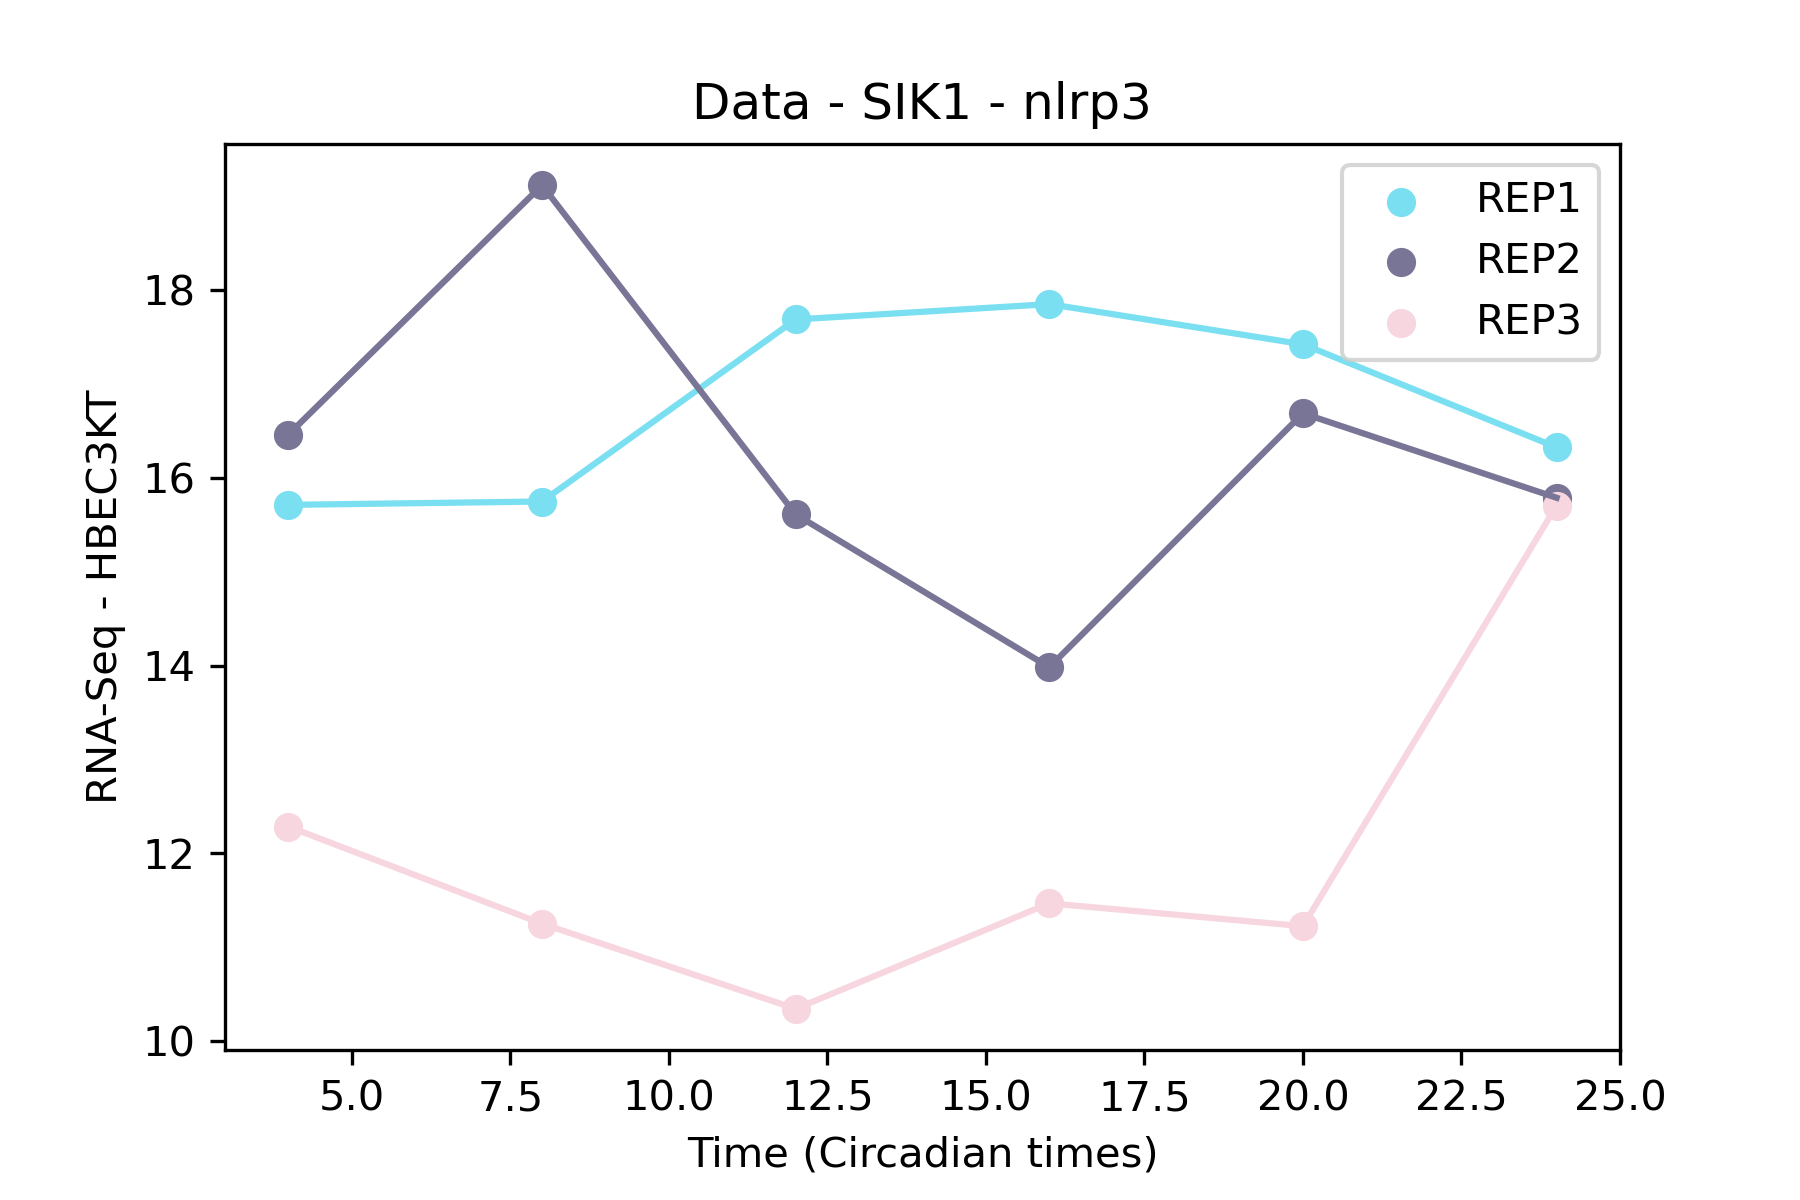 Data - SIK1 - nlrp3
REP1
REP2
REP3
RNA-Seq - HBEC3KT
18
16
14
12
10
5.0 7.5 10.0 12.5 15.0 17.5 20.0 22.5 25.0
Time (Circadian times)